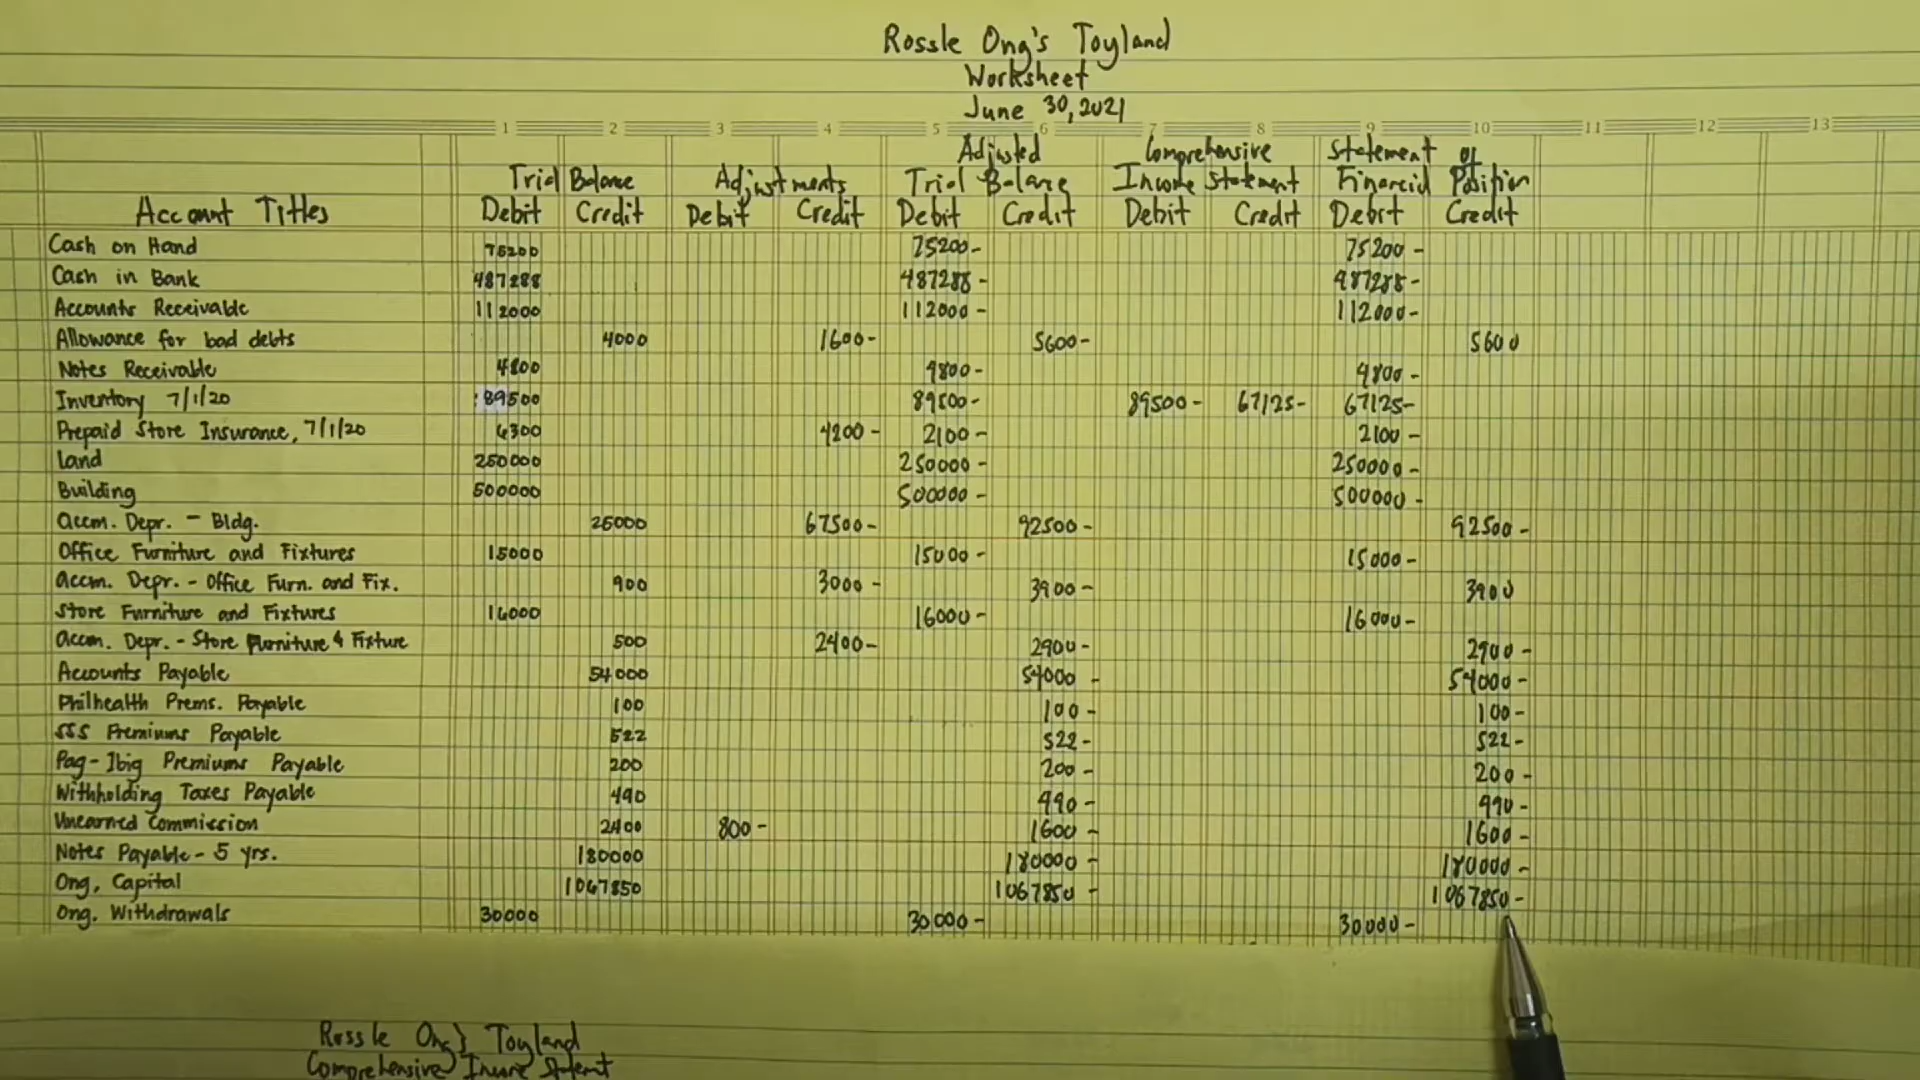 Rossle Ong's Toyland
Worksheet
June 30, 2021
1 2 3 4 5 6 7 8 9 10 11 12 13
Adjusted Comprehensive Statement of
Trial Balance Adjustments Trial Balance Income Statement Financial Position
Account Titles Debit Credit Debit Credit Debit Credit Debit Credit Debit Credit
Cash on Hand 75200 75200- 75200-
Cash in Bank 487288 487288- 487288-
Accounts Receivable 112000 112000- 112000-
Allowance for bad debts 4000 1600- 5600- 5600
Notes Receivable 4800 4800- 4800-
Inventory 7/1/20 89500 89500- 89500- 67125- 67125-
Prepaid Store Insurance, 7/1/20 6300 4200- 2100- 2100-
Land 250000 250000- 250000-
Building 500000 500000- 500000-
Accm. Depr. - Bldg. 25000 67500- 92500- 92500-
Office Furniture and Fixtures 15000 15000- 15000-
Accm. Depr. - Office Furn. and Fix. 900 3000- 3900- 3900
Store Furniture and Fixtures 16000 16000- 16000-
Accm. Depr. - Store Furniture & Fixture 500 2400- 2900- 2900-
Accounts Payable 54000 54000- 54000-
Philhealth Prems. Payable 100 100- 100-
SSS Premiums Payable 522 522- 522-
Pag-Ibig Premiums Payable 200 200- 200-
Withholding Taxes Payable 490 490- 490-
Unearned Commission 2400 800- 1600- 1600-
Notes Payable - 5 yrs. 180000 180000- 180000-
Ong, Capital 1067850 1067850- 1067850-
Ong, Withdrawals 30000 30000- 30000-
Rossle Ong's Toyland
Comprehensive Income Statement